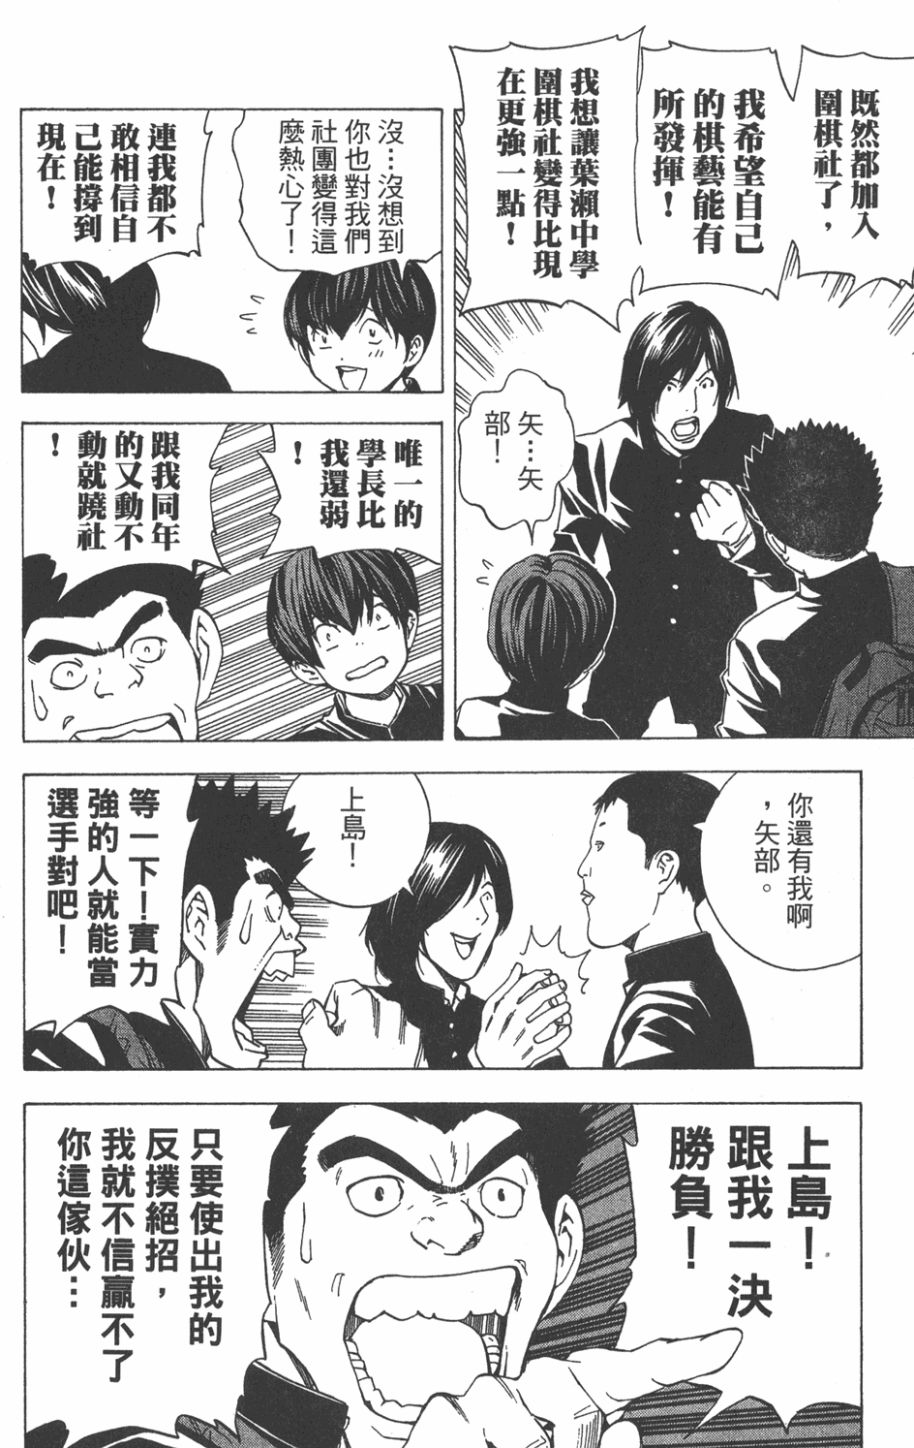 既然都加入
圍棋社了，
我希望自己
的棋藝能有
所發揮！
我想讓葉瀨中學
圍棋社變得比現
在更強一點！
矢…矢
部！
沒…沒想到
你也對我們
社團變得這
麼熱心了！
連我都不
敢相信自
己能撐到
現在！
唯一的
學長比
我還弱
！
跟我同年
的又動不
動就蹺社
！
你還有我啊
，矢部。
上島！
等一下！實力
強的人就能當
選手對吧！
上島！
跟我一決
勝負！
只要使出我的
反撲絕招，
我就不信贏不了
你這傢伙…